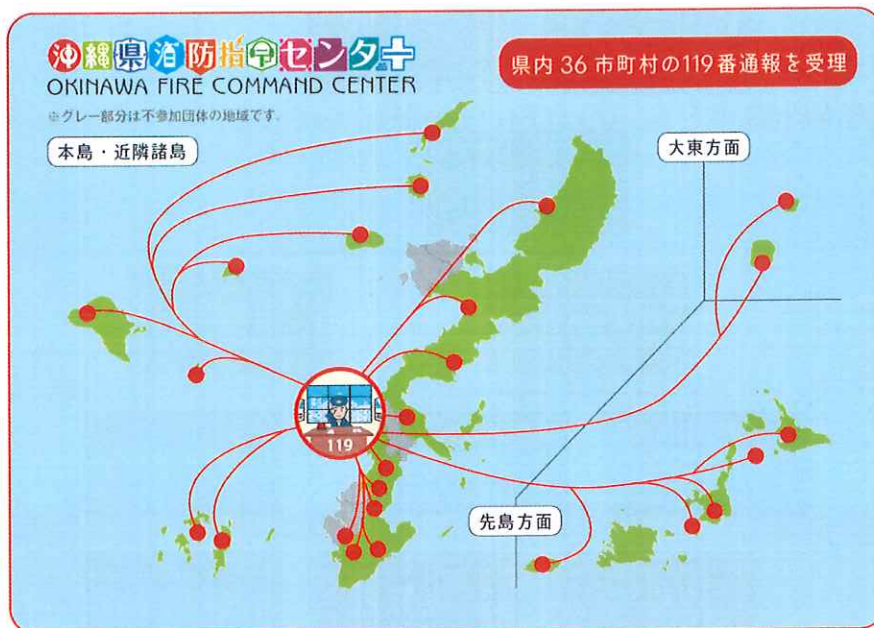 沖縄県消防指令センター
OKINAWA FIRE COMMAND CENTER
県内36市町村の119番通報を受理
※グレー部分は不参加団体の地域です。
本島・近隣諸島
大東方面
119
先島方面